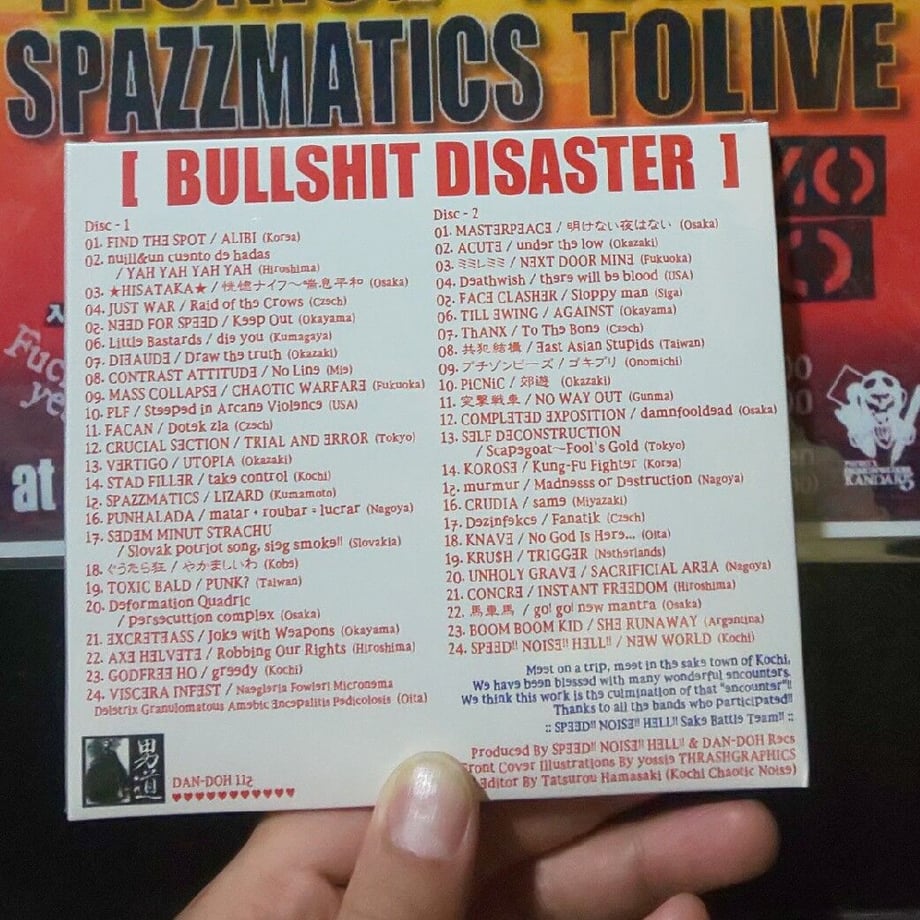 SPAZZMATICS TOLIVE
[ BULLSHIT DISASTER ]
Disc - 1
01. FIND THE SPOT / ALIBI (Korea)
02. nuill&un cuento de hadas
/ YAH YAH YAH YAH (Hiroshima)
03. ★HISATAKA★ / 恍惚ナイフ〜喘息平和 (Osaka)
04. JUST WAR / Raid of the Crows (Czech)
05. NEED FOR SPEED / Keep Out (Okayama)
06. Little Bastards / die you (Kumagaya)
07. DIEAUDE / Draw the truth (Okazaki)
08. CONTRAST ATTITUDE / No Line (Mie)
09. MASS COLLAPSE / CHAOTIC WARFARE (Fukuoka)
10. PLF / Steeped in Arcane Violence (USA)
11. FACAN / Dotek zla (Czech)
12. CRUCIAL SECTION / TRIAL AND ERROR (Tokyo)
13. VERTIGO / UTOPIA (Okazaki)
14. STAD FILLER / take control (Kochi)
15. SPAZZMATICS / LIZARD (Kumamoto)
16. PUNHALADA / matar + roubar = lucrar (Nagoya)
17. SEDEM MINUT STRACHU
/ Slovak potriot song, sieg smoke!! (Slovakia)
18. ぐうたら狂 / やかましいわ (Kobe)
19. TOXIC BALD / PUNK? (Taiwan)
20. Deformation Quadric
/ persecuttion complex (Osaka)
21. EXCRETEASS / Joke with Weapons (Okayama)
22. AXE HELVETE / Robbing Our Rights (Hiroshima)
23. GODFREE HO / greedy (Kochi)
24. VISCERA INFEST / Naegleria Fowleri Micronema
Deletrix Granulomatous Amebic Encepalitis Pedicolosis (Oita)
男道
DAN-DOH 115
♥♥♥♥♥♥♥♥♥♥♥
Disc - 2
01. MASTERPEACE / 明けない夜はない (Osaka)
02. ACUTE / under the low (Okazaki)
03. ミミレミミ / NEXT DOOR MINE (Fukuoka)
04. Deathwish / there will be blood (USA)
05. FACE CLASHER / Sloppy man (Siga)
06. TILL EWING / AGAINST (Okayama)
07. ThANX / To The Bone (Czech)
08. 共犯結構 / East Asian Stupids (Taiwan)
09. プチゾンビーズ / ゴキブリ (Onomichi)
10. PiCNiC / 郊遊 (Okazaki)
11. 突撃戦車 / NO WAY OUT (Gunma)
12. COMPLETED EXPOSITION / damnfooldead (Osaka)
13. SELF DECONSTRUCTION
/ Scapegoat〜Fool's Gold (Tokyo)
14. KOROSE / Kung-Fu Fighter (Korea)
15. murmur / Madnesss or Destruction (Nagoya)
16. CRUDIA / same (Miyazaki)
17. Dezinfekce / Fanatik (Czech)
18. KNAVE / No God Is Here... (Oita)
19. KRU$H / TRIGGER (Netherlands)
20. UNHOLY GRAVE / SACRIFICIAL AREA (Nagoya)
21. CONCRE / INSTANT FREEDOM (Hiroshima)
22. 馬車馬 / go! go! new mantra (Osaka)
23. BOOM BOOM KID / SHE RUNAWAY (Argentina)
24. SPEED!! NOISE!! HELL!! / NEW WORLD (Kochi)
Meet on a trip, meet in the sake town of Kochi,
We have been blessed with many wonderful encounters.
We think this work is the culmination of that "encounter"!!
Thanks to all the bands who Participated!!
:: SPEED!! NOISE!! HELL!! Sake Battle Team!! ::
Produced By SPEED!! NOISE!! HELL!! & DAN-DOH Recs
Front Cover Illustrations By yossie THRASHGRAPHICS
Editor By Tatsurou Hamasaki (Kochi Chaotic Noise)
at